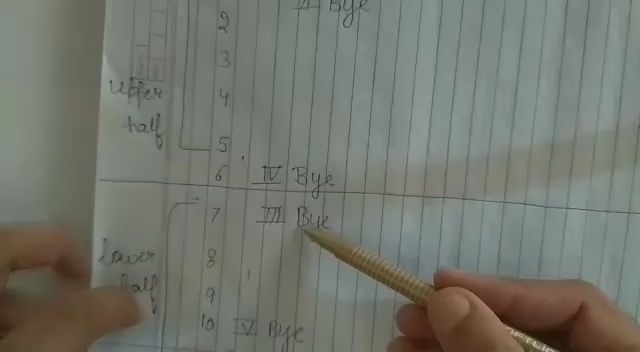 II Bye
2
3
4
upper
half
5
6 IV Bye
7 III Bye
Lower
half
8
9
10 V Bye